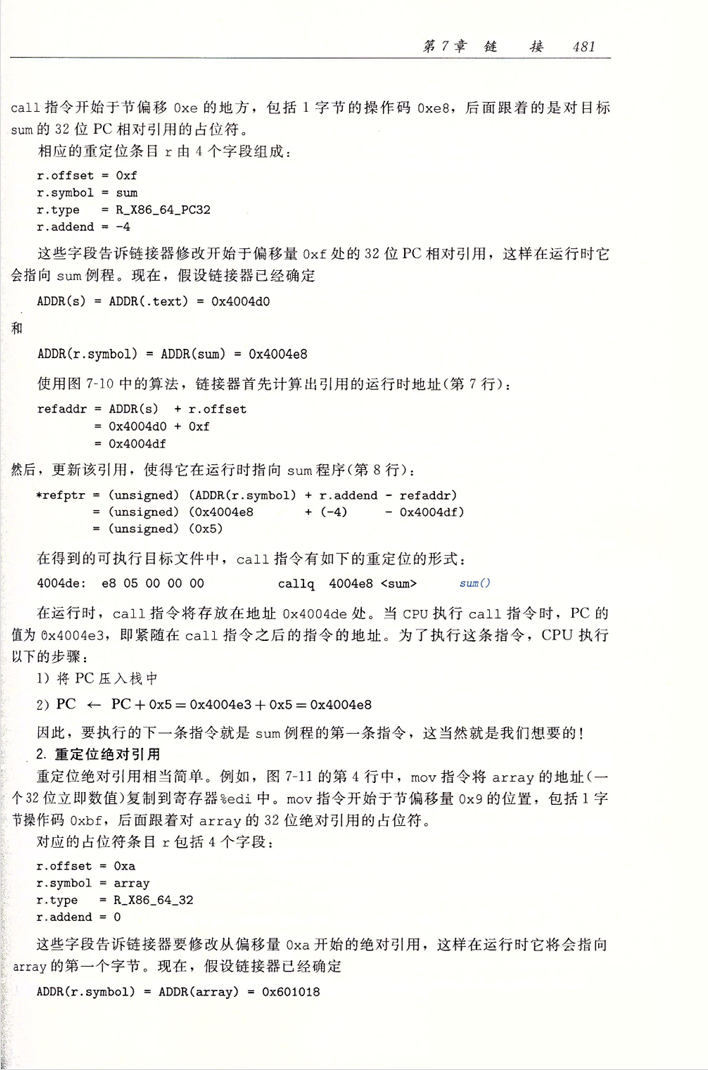 第7章 链 接 481
call 指令开始于节偏移 0xe 的地方，包括 1 字节的操作码 0xe8，后面跟着的是对目标
sum 的 32 位 PC 相对引用的占位符。
相应的重定位条目 r 由 4 个字段组成：
r.offset = 0xf
r.symbol = sum
r.type = R_X86_64_PC32
r.addend = -4
这些字段告诉链接器修改开始于偏移量 0xf 处的 32 位 PC 相对引用，这样在运行时它
会指向 sum 例程。现在，假设链接器已经确定
ADDR(s) = ADDR(.text) = 0x4004d0
和
ADDR(r.symbol) = ADDR(sum) = 0x4004e8
使用图 7-10 中的算法，链接器首先计算出引用的运行时地址(第 7 行)：
refaddr = ADDR(s) + r.offset
= 0x4004d0 + 0xf
= 0x4004df
然后，更新该引用，使得它在运行时指向 sum 程序(第 8 行)：
*refptr = (unsigned) (ADDR(r.symbol) + r.addend - refaddr)
= (unsigned) (0x4004e8 + (-4) - 0x4004df)
= (unsigned) (0x5)
在得到的可执行目标文件中，call 指令有如下的重定位的形式：
4004de: e8 05 00 00 00 callq 4004e8 <sum> sum()
在运行时，call 指令将存放在地址 0x4004de 处。当 CPU 执行 call 指令时，PC 的
值为 0x4004e3，即紧随在 call 指令之后的指令的地址。为了执行这条指令，CPU 执行
以下的步骤：
1) 将 PC 压入栈中
2) PC ← PC + 0x5 = 0x4004e3 + 0x5 = 0x4004e8
因此，要执行的下一条指令就是 sum 例程的第一条指令，这当然就是我们想要的！
2. 重定位绝对引用
重定位绝对引用相当简单。例如，图 7-11 的第 4 行中，mov 指令将 array 的地址(一
个 32 位立即数值)复制到寄存器%edi 中。mov 指令开始于节偏移量 0x9 的位置，包括 1 字
节操作码 0xbf，后面跟着对 array 的 32 位绝对引用的占位符。
对应的占位符条目 r 包括 4 个字段：
r.offset = 0xa
r.symbol = array
r.type = R_X86_64_32
r.addend = 0
这些字段告诉链接器要修改从偏移量 0xa 开始的绝对引用，这样在运行时它将会指向
array 的第一个字节。现在，假设链接器已经确定
ADDR(r.symbol) = ADDR(array) = 0x601018